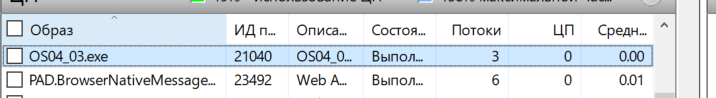 Образ ИД п... Описа... Состоя... Потоки ЦП Средн...
OS04_03.exe 21040 OS04_0... Выпол... 3 0 0.00
PAD.BrowserNativeMessage... 23492 Web A... Выпол... 6 0 0.01